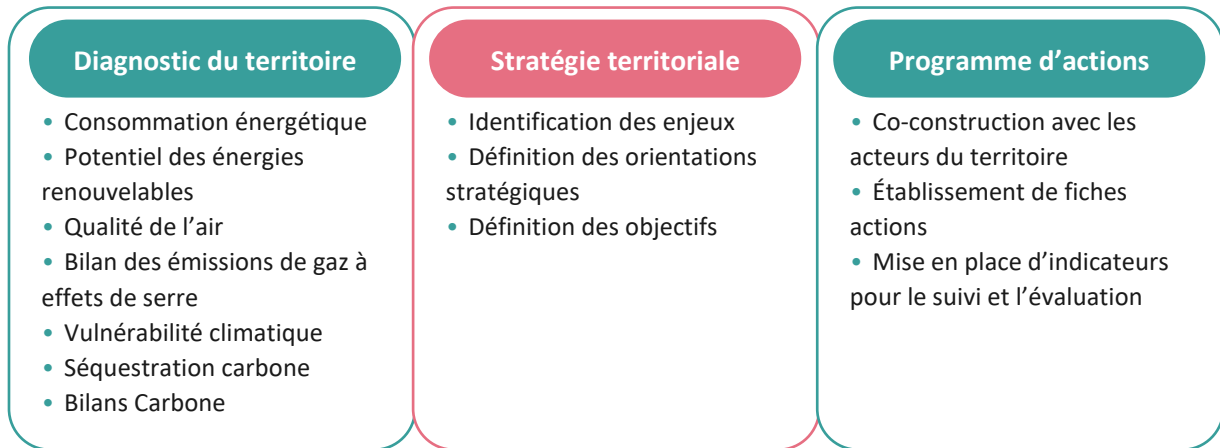 Diagnostic du territoire
• Consommation énergétique
• Potentiel des énergies
renouvelables
• Qualité de l’air
• Bilan des émissions de gaz à
effets de serre
• Vulnérabilité climatique
• Séquestration carbone
• Bilans Carbone
Stratégie territoriale
• Identification des enjeux
• Définition des orientations
stratégiques
• Définition des objectifs
Programme d’actions
• Co-construction avec les
acteurs du territoire
• Établissement de fiches
actions
• Mise en place d’indicateurs
pour le suivi et l’évaluation